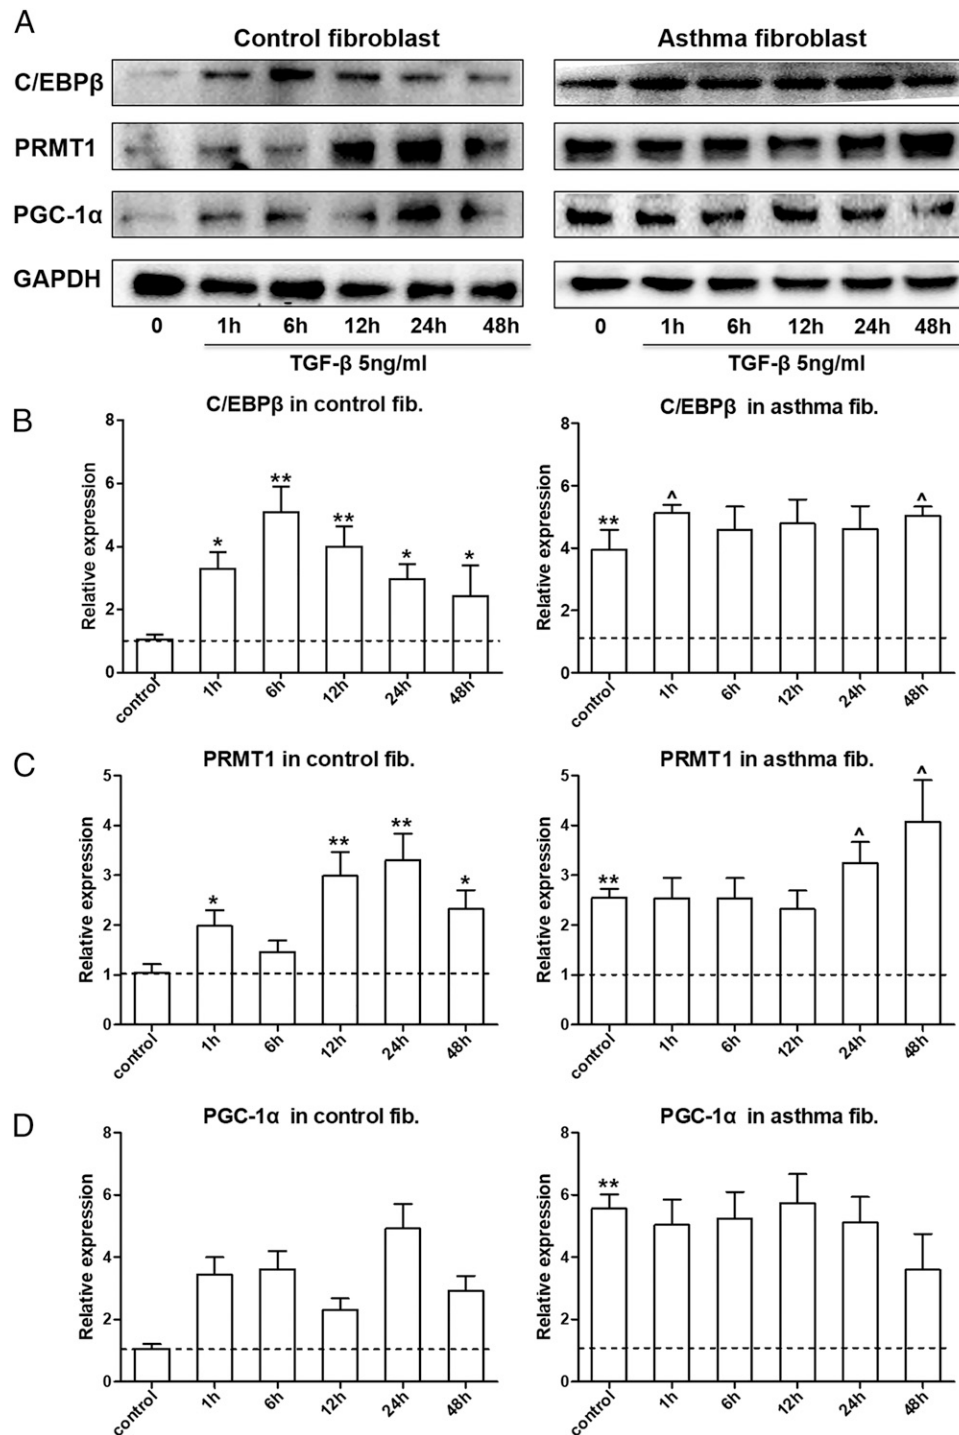 A
Control fibroblast Asthma fibroblast
C/EBPβ
PRMT1
PGC-1α
GAPDH
0 1h 6h 12h 24h 48h 0 1h 6h 12h 24h 48h
TGF-β 5ng/ml TGF-β 5ng/ml
B
C/EBPβ in control fib.
Relative expression
8
6
4
2
0
* ** ** * *
control 1h 6h 12h 24h 48h
C/EBPβ in asthma fib.
Relative expression
8
6
4
2
0
** ^ ^
control 1h 6h 12h 24h 48h
C
PRMT1 in control fib.
Relative expression
5
4
3
2
1
0
* ** ** *
control 1h 6h 12h 24h 48h
PRMT1 in asthma fib.
Relative expression
5
4
3
2
1
0
** ^ ^
control 1h 6h 12h 24h 48h
D
PGC-1α in control fib.
Relative expression
8
6
4
2
0
control 1h 6h 12h 24h 48h
PGC-1α in asthma fib.
Relative expression
8
6
4
2
0
**
control 1h 6h 12h 24h 48h